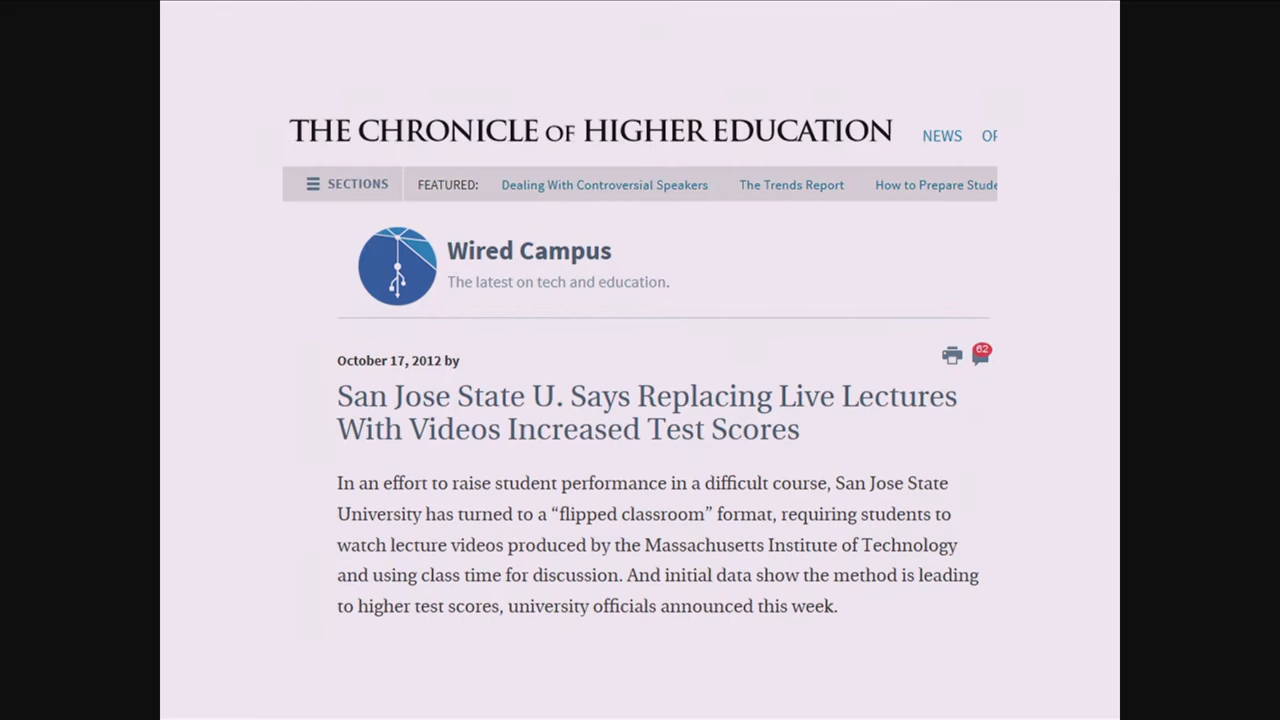 THE CHRONICLE OF HIGHER EDUCATION
NEWS
SECTIONS
FEATURED: Dealing With Controversial Speakers The Trends Report How to Prepare
Wired Campus
The latest on tech and education.
October 17, 2012 by
62
San Jose State U. Says Replacing Live Lectures
With Videos Increased Test Scores
In an effort to raise student performance in a difficult course, San Jose State
University has turned to a “flipped classroom” format, requiring students to
watch lecture videos produced by the Massachusetts Institute of Technology
and using class time for discussion. And initial data show the method is leading
to higher test scores, university officials announced this week.